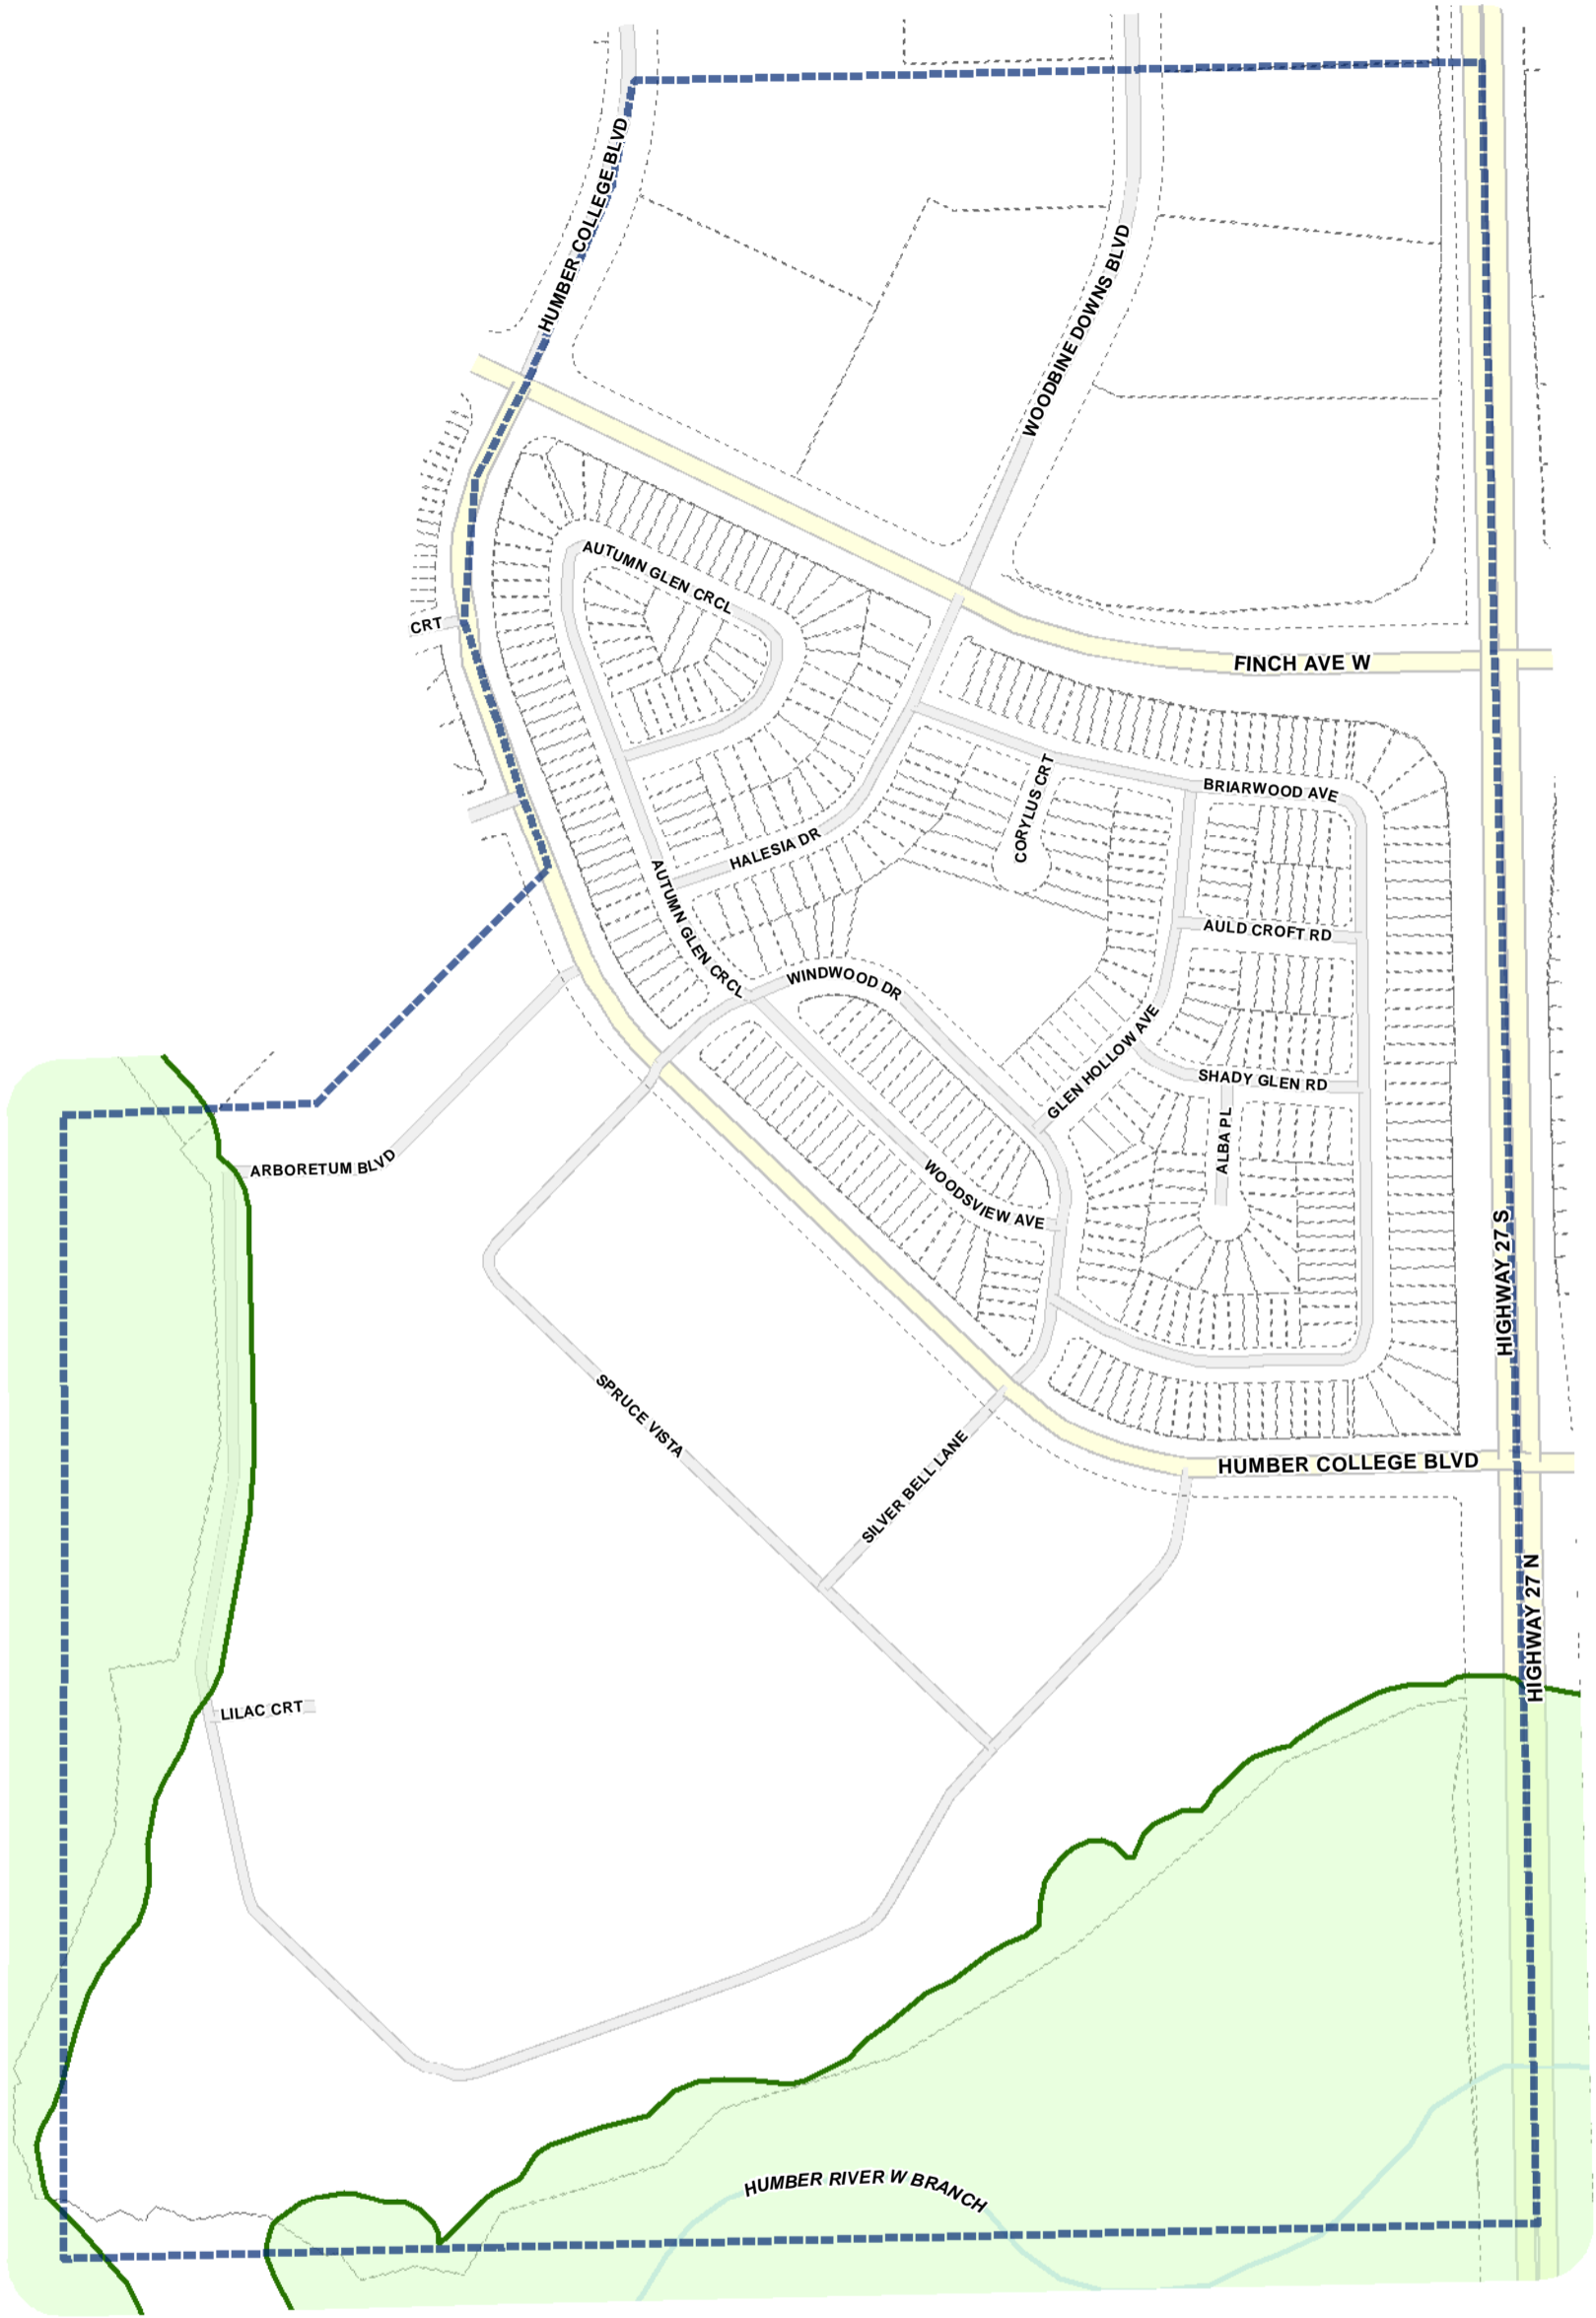 HUMBER COLLEGE BLVD
WOODBINE DOWNS BLVD
AUTUMN GLEN CRCL
CRT
FINCH AVE W
CORYLUS CRT
BRIARWOOD AVE
HALESIA DR
AUTUMN GLEN CRCL
AULD CROFT RD
WINDWOOD DR
GLEN HOLLOW AVE
SHADY GLEN RD
ALBA PL
ARBORETUM BLVD
WOODSVIEW AVE
HIGHWAY 27 S
SPRUCE VISTA
SILVER BELL LANE
HUMBER COLLEGE BLVD
HIGHWAY 27 N
LILAC CRT
HUMBER RIVER W BRANCH